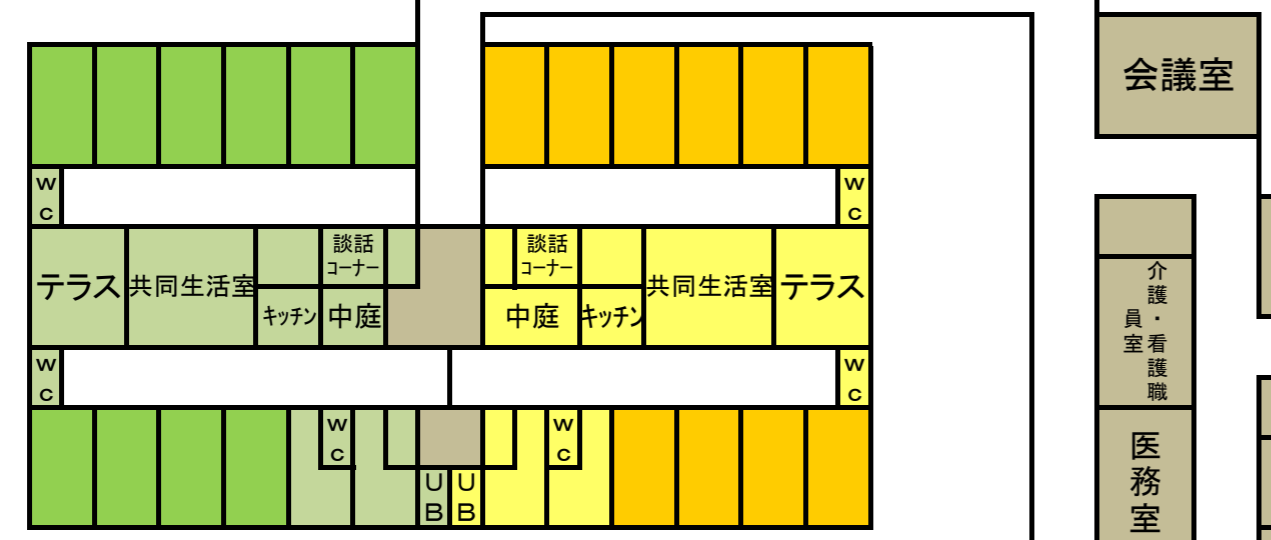 会議室
WC
WC
テラス
共同生活室
談話
コーナー
キッチン
中庭
談話
コーナー
中庭
キッチン
共同生活室
テラス
介護・看護職
員室
WC
WC
WC
WC
UB
UB
医務室